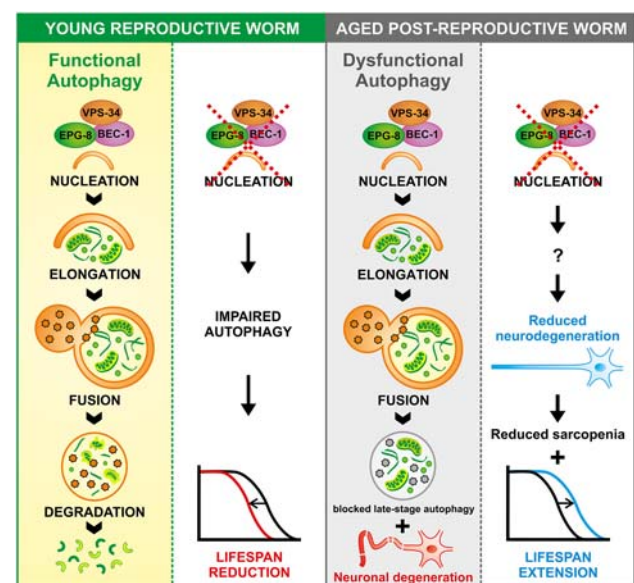 YOUNG REPRODUCTIVE WORM
Functional
Autophagy
VPS-34
EPG-8
BEC-1
NUCLEATION
ELONGATION
FUSION
DEGRADATION
VPS-34
EPG-8
BEC-1
NUCLEATION
IMPAIRED
AUTOPHAGY
LIFESPAN
REDUCTION
AGED POST-REPRODUCTIVE WORM
Dysfunctional
Autophagy
VPS-34
EPG-8
BEC-1
NUCLEATION
ELONGATION
FUSION
blocked late-stage autophagy
+
Neuronal degeneration
VPS-34
EPG-8
BEC-1
NUCLEATION
?
Reduced
neurodegeneration
Reduced sarcopenia
+
LIFESPAN
EXTENSION